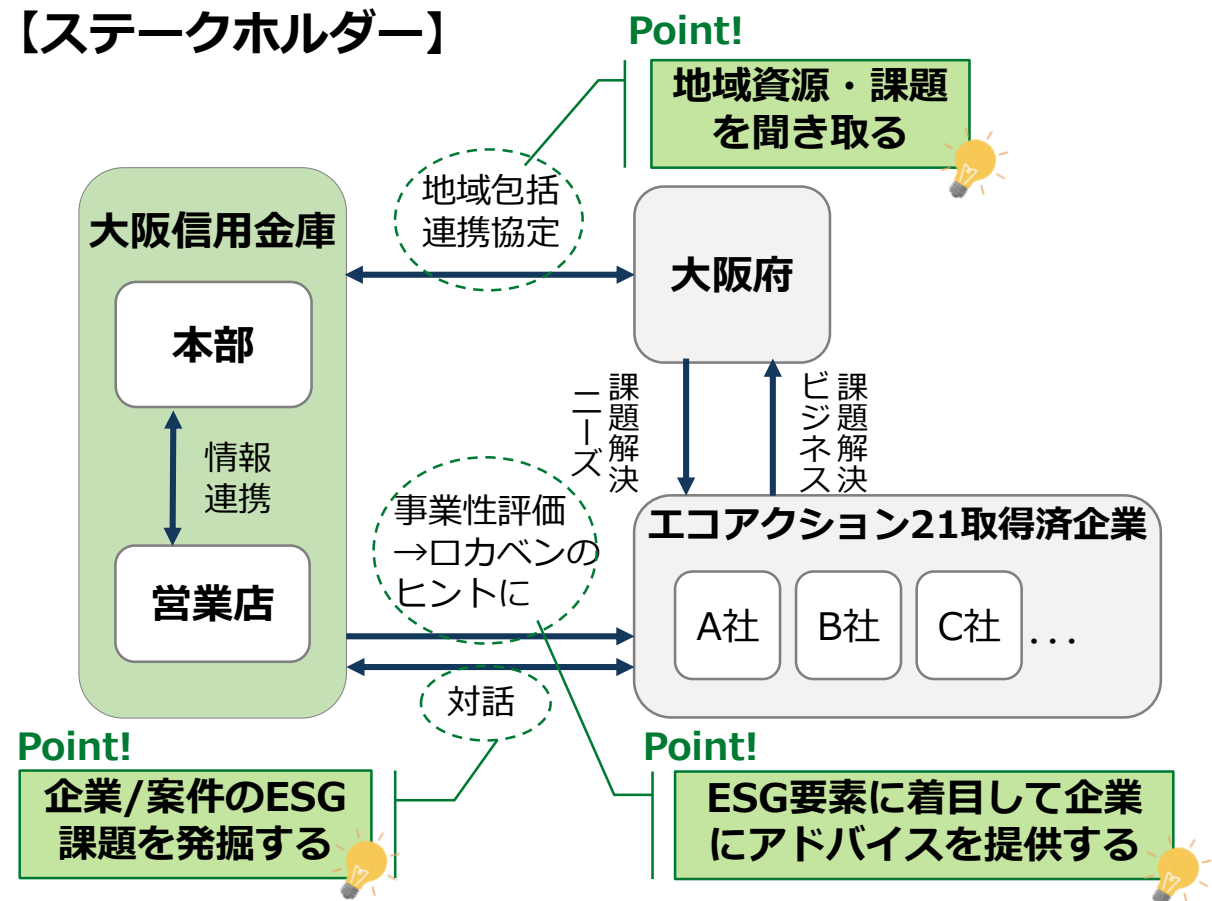 【ステークホルダー】
Point!
地域資源・課題
を聞き取る
地域包括
連携協定
大阪信用金庫
大阪府
本部
課題解決
ニーズ
課題解決
ビジネス
情報
連携
事業性評価
→ロカベンの
ヒントに
エコアクション21取得済企業
営業店
A社
B社
C社
...
対話
Point!
企業/案件のESG
課題を発掘する
Point!
ESG要素に着目して企業
にアドバイスを提供する